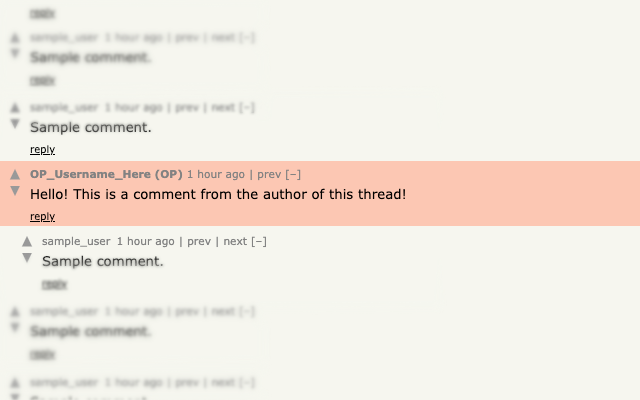 reply
sample_user 1 hour ago | prev | next [–]
Sample comment.
reply
sample_user 1 hour ago | prev | next [–]
Sample comment.
reply
OP_Username_Here (OP) 1 hour ago | prev [–]
Hello! This is a comment from the author of this thread!
reply
sample_user 1 hour ago | prev | next [–]
Sample comment.
reply
sample_user 1 hour ago | prev | next [–]
Sample comment.
reply
sample_user 1 hour ago | prev | next [–]